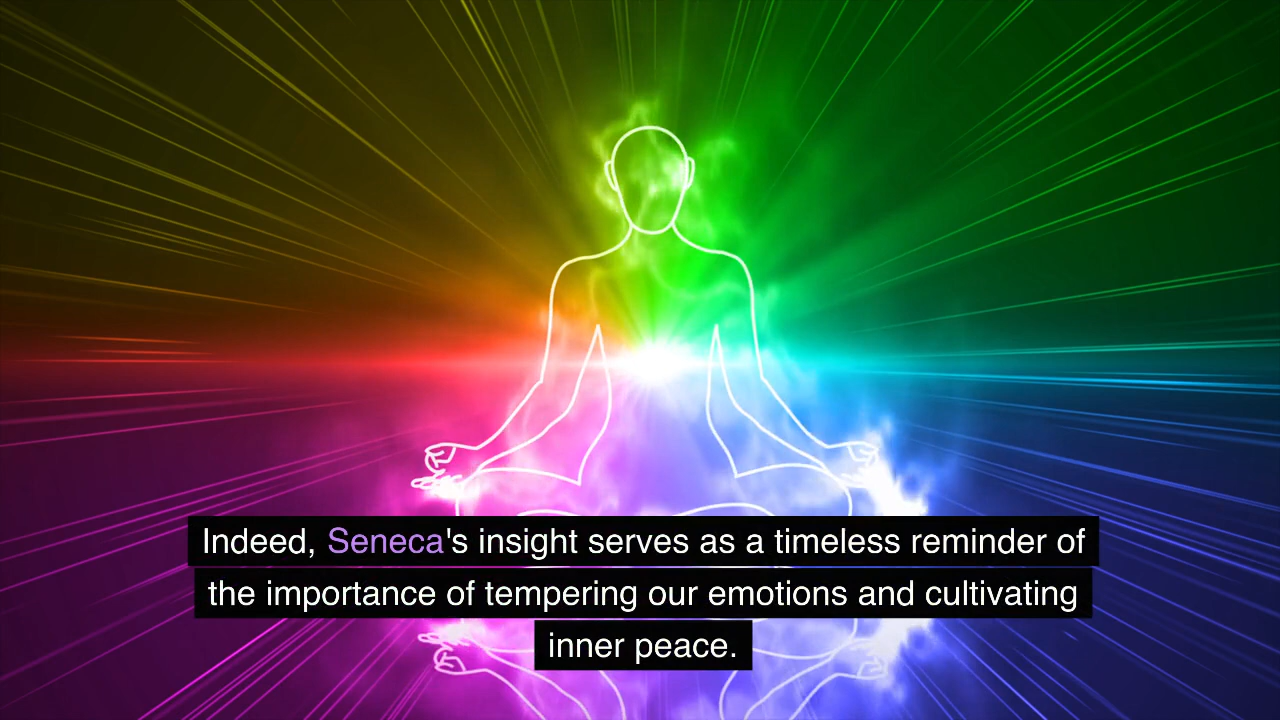 Indeed, Seneca's insight serves as a timeless reminder of
the importance of tempering our emotions and cultivating
inner peace.